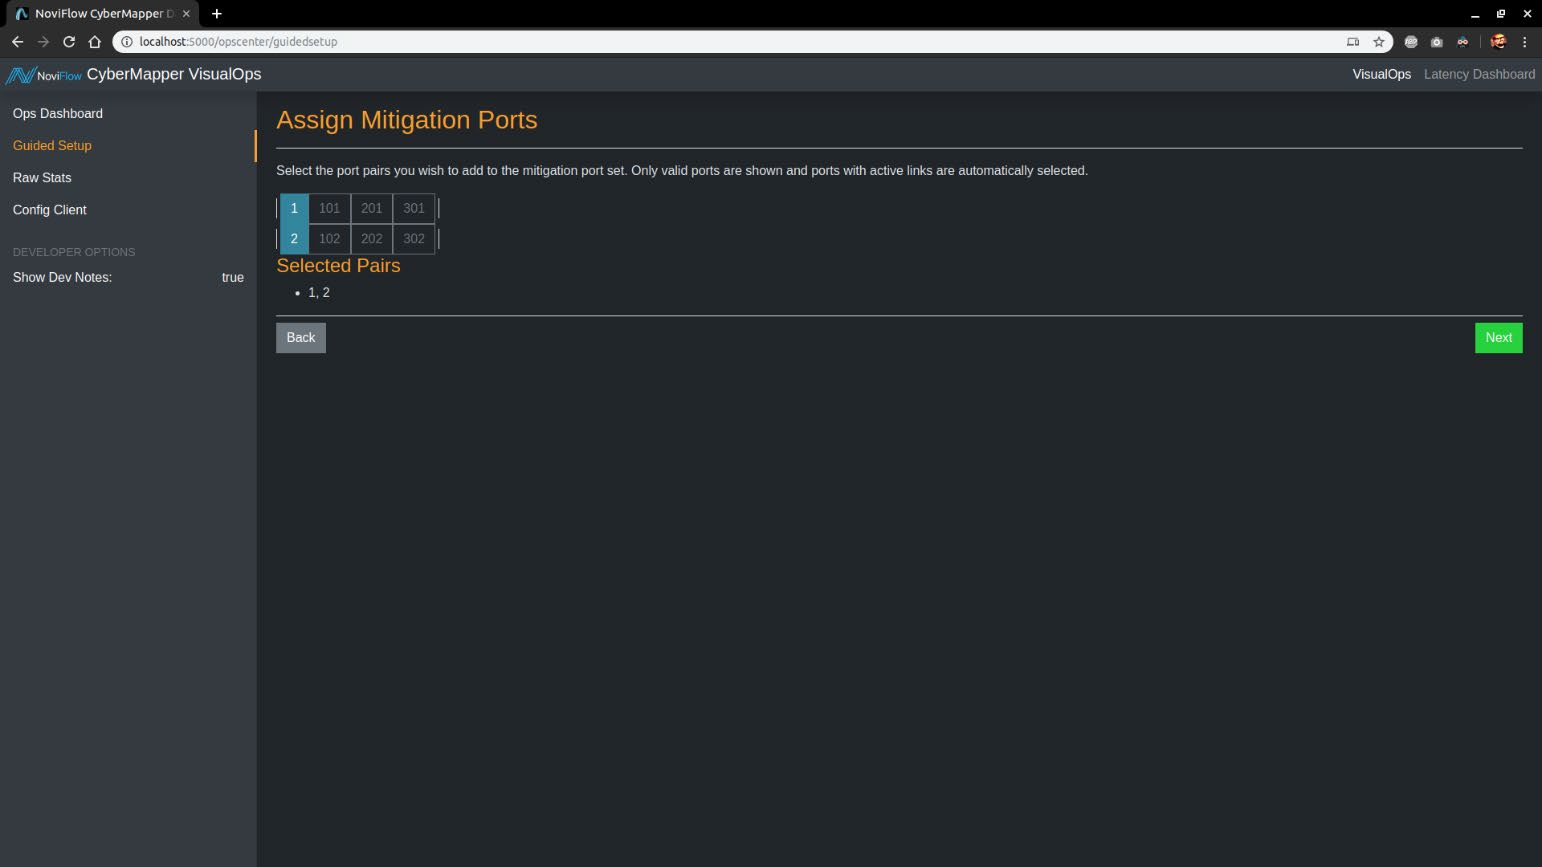 NoviFlow CyberMapper D
localhost:5000/opscenter/guidedsetup
NoviFlow CyberMapper VisualOps
VisualOps Latency Dashboard
Ops Dashboard
Guided Setup
Raw Stats
Config Client
DEVELOPER OPTIONS
Show Dev Notes: true
Assign Mitigation Ports
Select the port pairs you wish to add to the mitigation port set. Only valid ports are shown and ports with active links are automatically selected.
1 101 201 301
2 102 202 302
Selected Pairs
• 1, 2
Back
Next